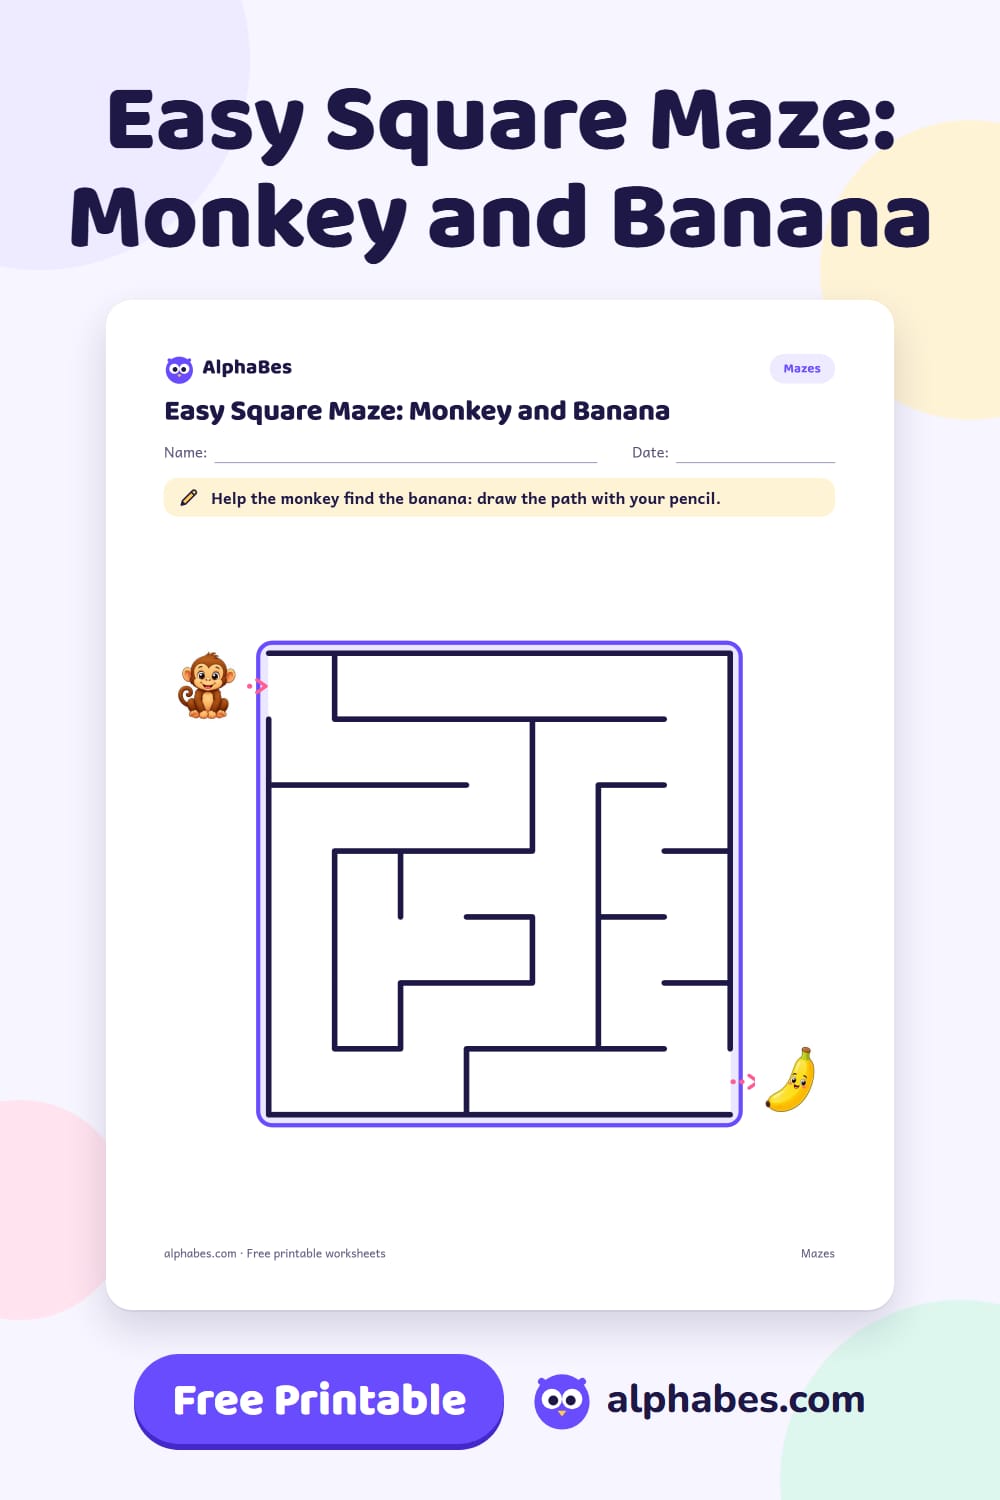 Easy Square Maze:
Monkey and Banana
AlphaBes
Mazes
Easy Square Maze: Monkey and Banana
Name:
Date:
Help the monkey find the banana: draw the path with your pencil.
alphabes.com · Free printable worksheets
Mazes
Free Printable
alphabes.com